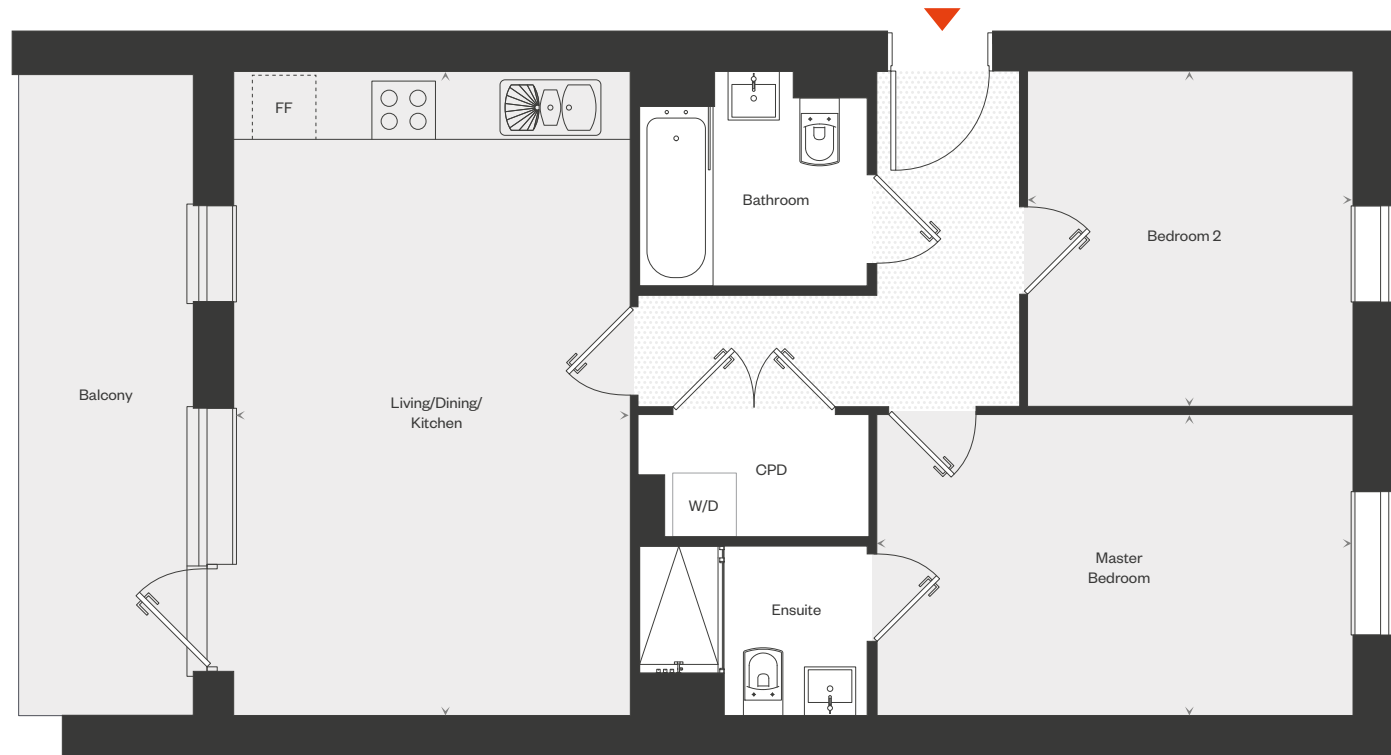 FF
Bathroom
Bedroom 2
Balcony
Living/Dining/
Kitchen
CPD
W/D
Master
Bedroom
Ensuite